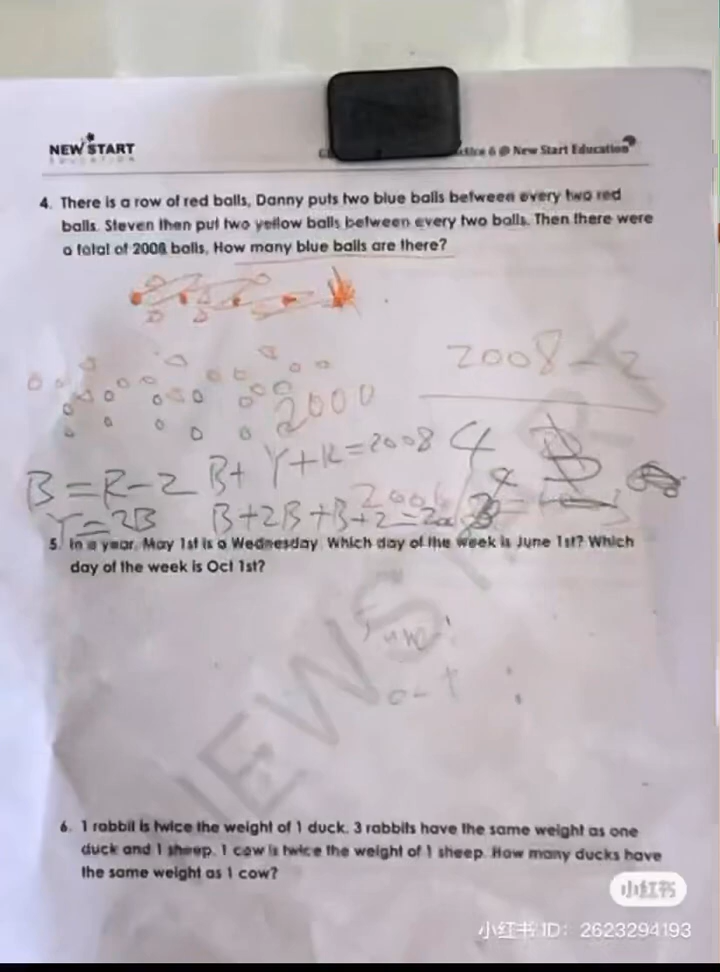 NEW START
EDUCATION
6 @ New Start Education
4. There is a row of red balls, Danny puts two blue balls between every two red
balls. Steven then put two yellow balls between every two balls. Then there were
a total of 2008 balls, How many blue balls are there?
2008 - 2
2000
4
B = R - 2 B + Y + R = 2008
Y = 2B B + 2B + B + 2 =
5. In a year, May 1st is a Wednesday. Which day of the week is June 1st? Which
day of the week is Oct 1st?
June:
6. 1 rabbit is twice the weight of 1 duck. 3 rabbits have the same weight as one
duck and 1 sheep. 1 cow is twice the weight of 1 sheep. How many ducks have
the same weight as 1 cow?
小红书
小红书 ID: 2623294193